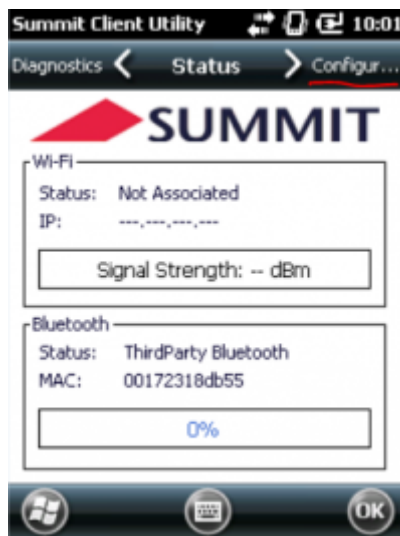 Summit Client Utility 10:01
Diagnostics Status Configur...
SUMMIT
Wi-Fi
Status: Not Associated
IP: ---.---.---.---
Signal Strength: -- dBm
Bluetooth
Status: ThirdParty Bluetooth
MAC: 00172318db55
0%
OK